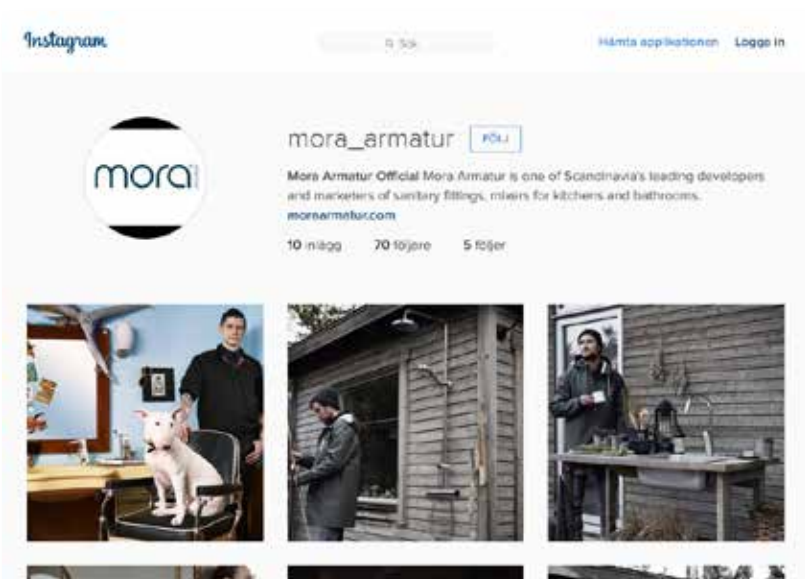 Instagram
Sök
Hämta applikationen Logga in
mora
mora_armatur FÖLJ
Mora Armatur Official Mora Armatur is one of Scandinavia's leading developers
and marketers of sanitary fittings, mixers for kitchens and bathrooms.
moraarmatur.com
10 inlägg 70 följare 5 följer